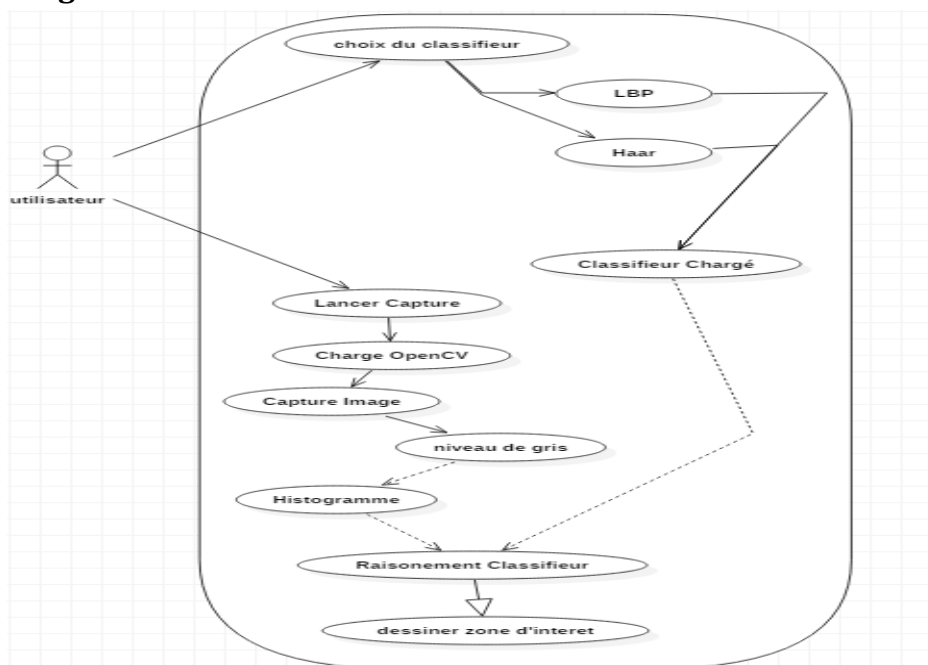 choix du classifieur
LBP
Haar
utilisateur
Classifieur Chargé
Lancer Capture
Charge OpenCV
Capture Image
niveau de gris
Histogramme
Raisonement Classifieur
dessiner zone d'interet